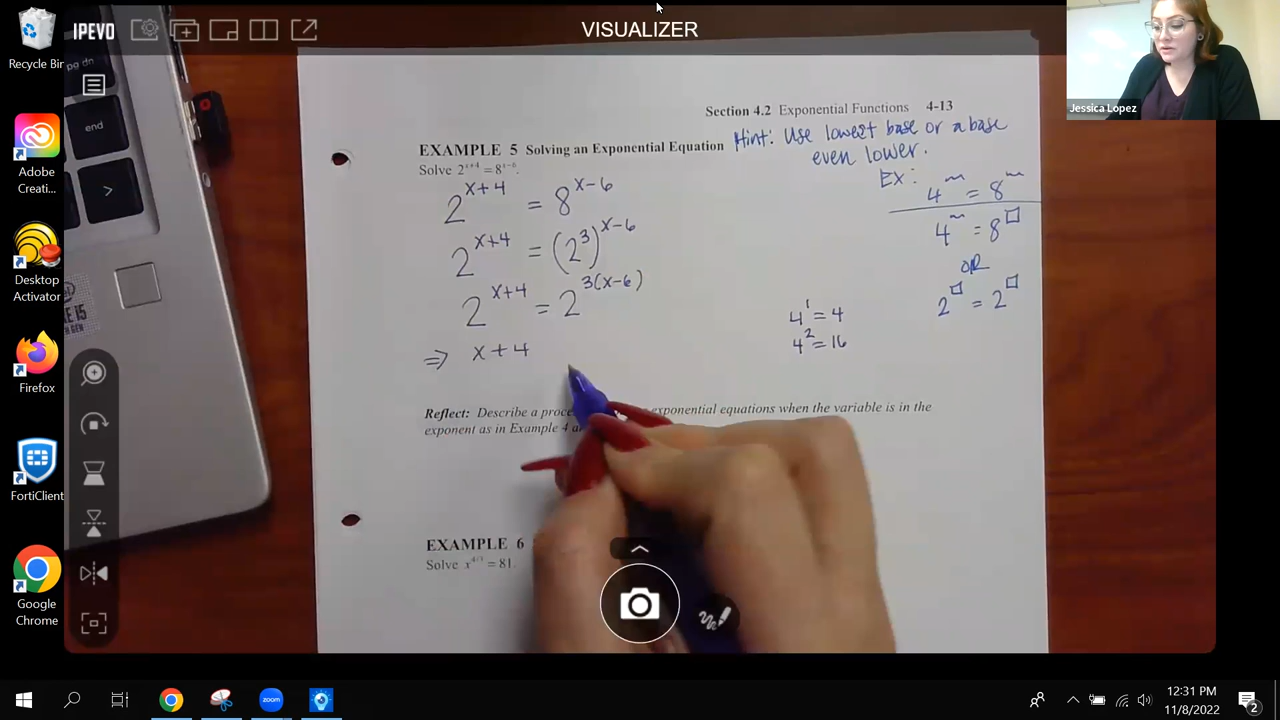 VISUALIZER
IPEVO
Recycle Bin
Adobe
Creati...
Desktop
Activator
Firefox
FortiClient
Google
Chrome
Jessica Lopez
pg dn
end
Section 4.2 Exponential Functions 4-13
Hint: Use lowest base or a base
even lower.
EXAMPLE 5 Solving an Exponential Equation
Solve 2^{x+4} = 8^{x-6}.
2^{x+4} = 8^{x-6}
2^{x+4} = (2^3)^{x-6}
2^{x+4} = 2^{3(x-6)}
⇒ x+4
Ex:
4^~ = 8^~
4^~ = 8^□
OR
2^□ = 2^□
4^1 = 4
4^2 = 16
Reflect: Describe a proce exponential equations when the variable is in the
exponent as in Example 4 a
EXAMPLE 6
Solve x^{4/3} = 81.
zoom
12:31 PM
11/8/2022
2